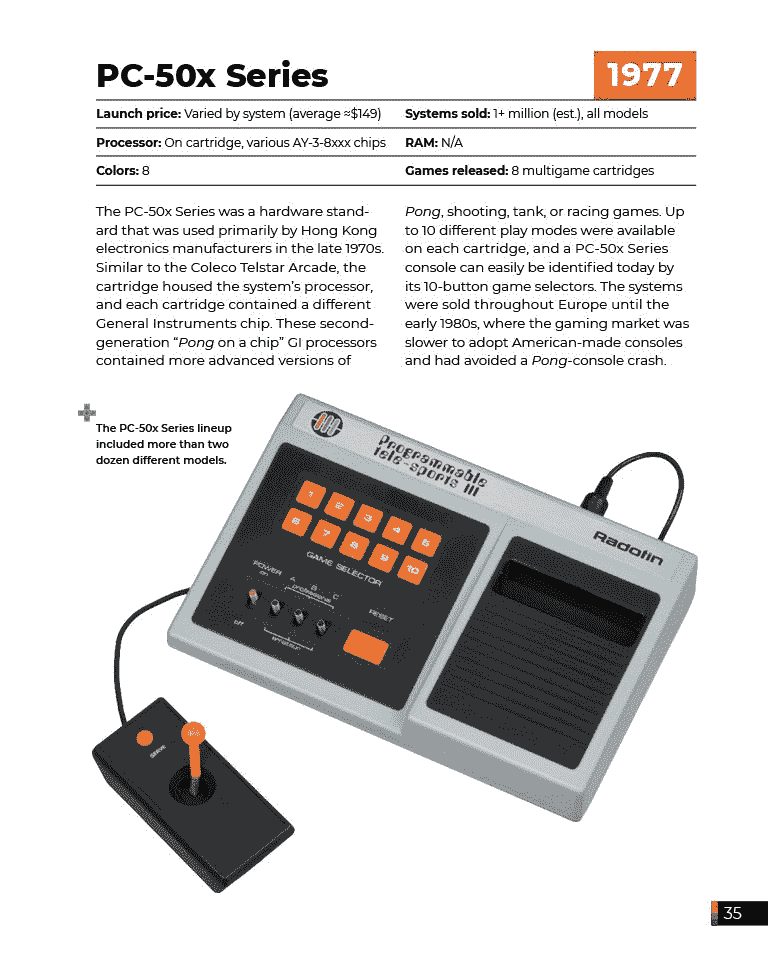 PC-50x Series
1977
Launch price: Varied by system (average ≈$149)
Systems sold: 1+ million (est.), all models
Processor: On cartridge, various AY-3-8xxx chips
RAM: N/A
Colors: 8
Games released: 8 multigame cartridges
The PC-50x Series was a hardware stand-
ard that was used primarily by Hong Kong
electronics manufacturers in the late 1970s.
Similar to the Coleco Telstar Arcade, the
cartridge housed the system's processor,
and each cartridge contained a different
General Instruments chip. These second-
generation “Pong on a chip” GI processors
contained more advanced versions of
Pong, shooting, tank, or racing games. Up
to 10 different play modes were available
on each cartridge, and a PC-50x Series
console can easily be identified today by
its 10-button game selectors. The systems
were sold throughout Europe until the
early 1980s, where the gaming market was
slower to adopt American-made consoles
and had avoided a Pong-console crash.
The PC-50x Series lineup
included more than two
dozen different models.
Programmable
tele-sports III
Radofin
1 2 3 4 5
6 7 8 9 10
GAME SELECTOR
POWER
on
A B C
professional
RESET
off
amateur
SERVE
35